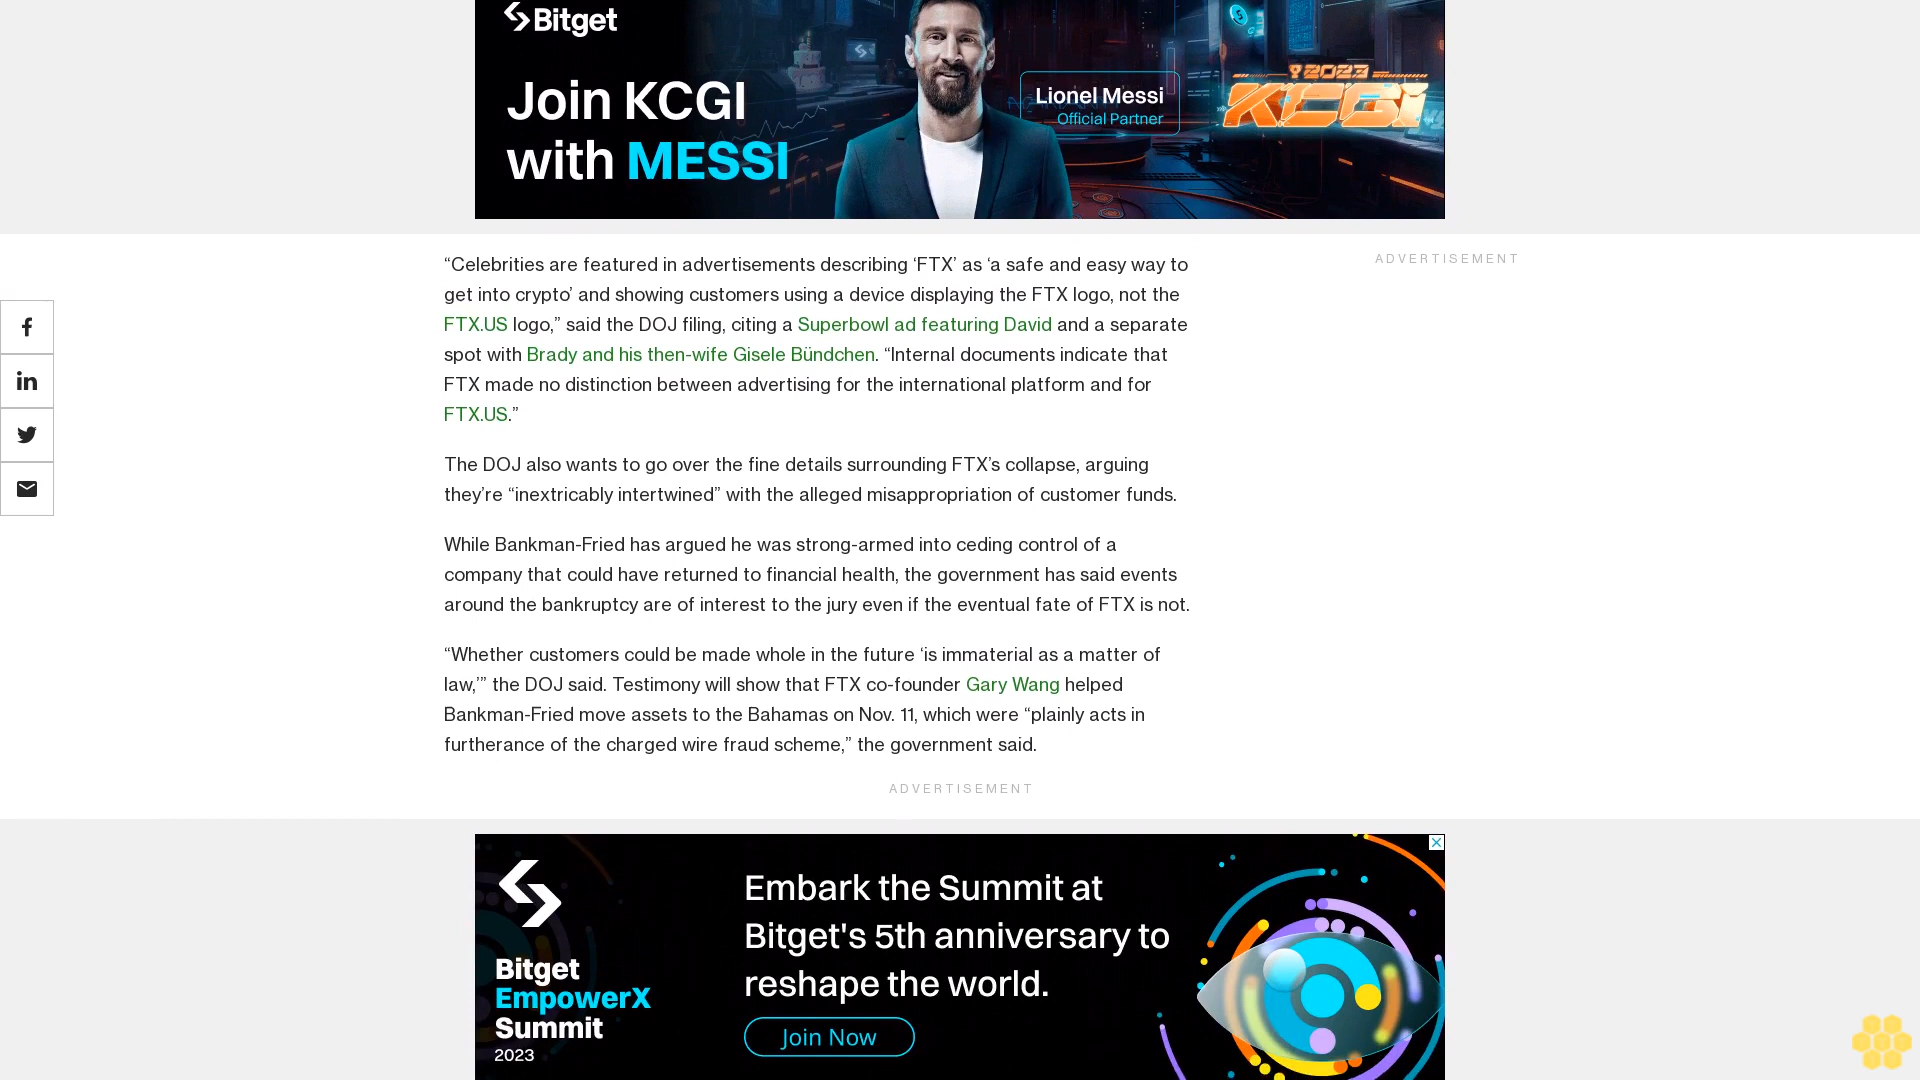 Bitget
Join KCGI
with MESSI
Lionel Messi
Official Partner
Y2023
KCGI
ADVERTISEMENT
“Celebrities are featured in advertisements describing ‘FTX’ as ‘a safe and easy way to
get into crypto’ and showing customers using a device displaying the FTX logo, not the
FTX.US logo,” said the DOJ filing, citing a Superbowl ad featuring David and a separate
spot with Brady and his then-wife Gisele Bündchen. “Internal documents indicate that
FTX made no distinction between advertising for the international platform and for
FTX.US.”
The DOJ also wants to go over the fine details surrounding FTX’s collapse, arguing
they’re “inextricably intertwined” with the alleged misappropriation of customer funds.
While Bankman-Fried has argued he was strong-armed into ceding control of a
company that could have returned to financial health, the government has said events
around the bankruptcy are of interest to the jury even if the eventual fate of FTX is not.
“Whether customers could be made whole in the future ‘is immaterial as a matter of
law,’” the DOJ said. Testimony will show that FTX co-founder Gary Wang helped
Bankman-Fried move assets to the Bahamas on Nov. 11, which were “plainly acts in
furtherance of the charged wire fraud scheme,” the government said.
ADVERTISEMENT
Bitget
EmpowerX
Summit
2023
Embark the Summit at
Bitget's 5th anniversary to
reshape the world.
Join Now